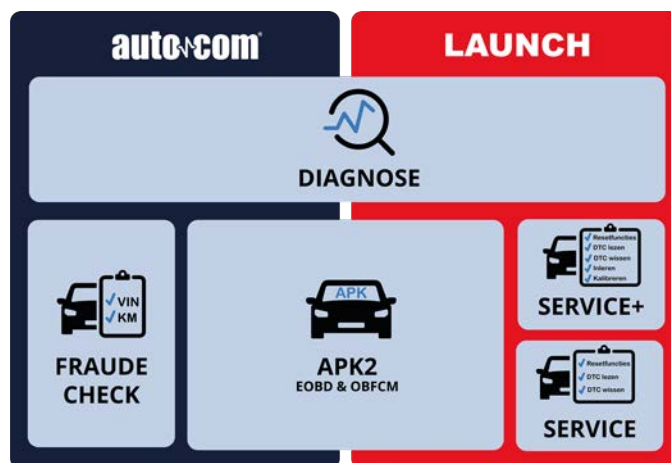 autocom®
LAUNCH
DIAGNOSE
VIN
KM
FRAUDE
CHECK
APK
APK2
EOBD & OBFCM
Resetfuncties
DTC lezen
DTC wissen
Inleren
Kalibreren
SERVICE+
Resetfuncties
DTC lezen
DTC wissen
SERVICE